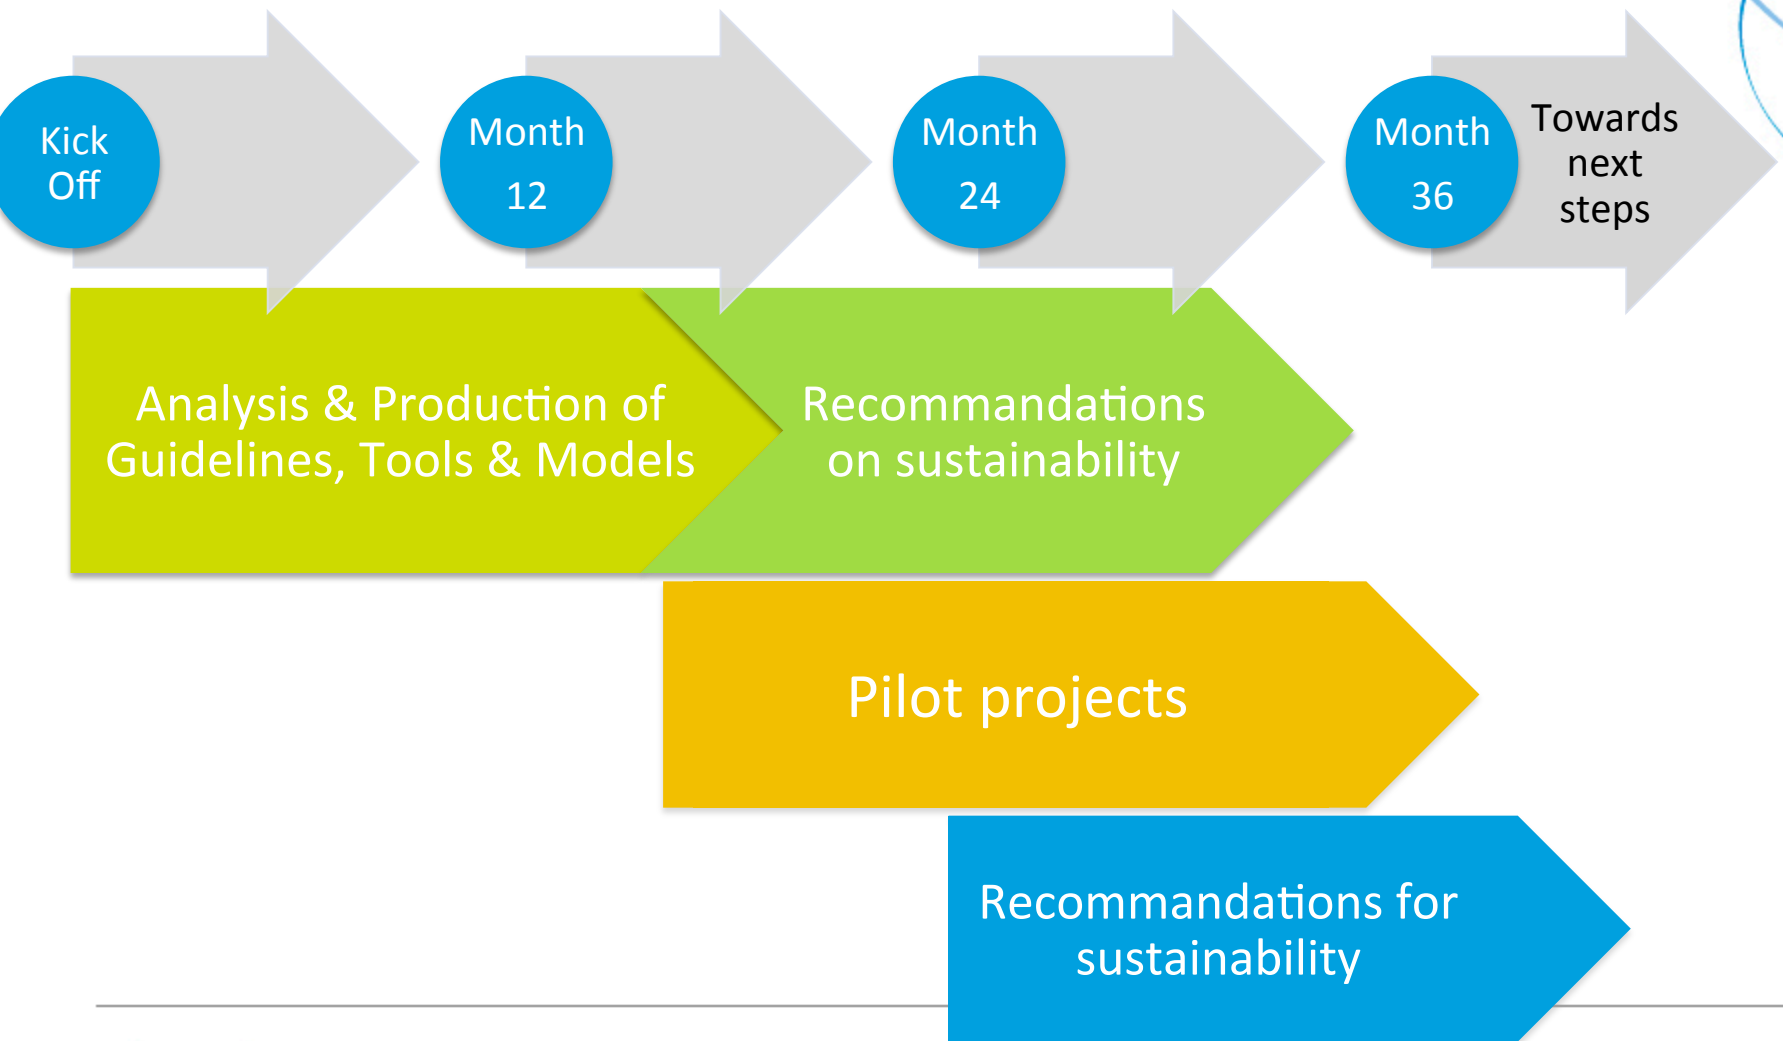 Kick
Off
Month
12
Month
24
Month
36
Towards
next
steps
Analysis & Production of
Guidelines, Tools & Models
Recommandations
on sustainability
Pilot projects
Recommandations for
sustainability